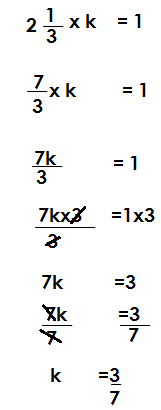 2 1/3 x k = 1
7/3 x k = 1
7k/3 = 1
7kx3/3 =1x3
7k =3
7k/7 =3/7
k =3/7